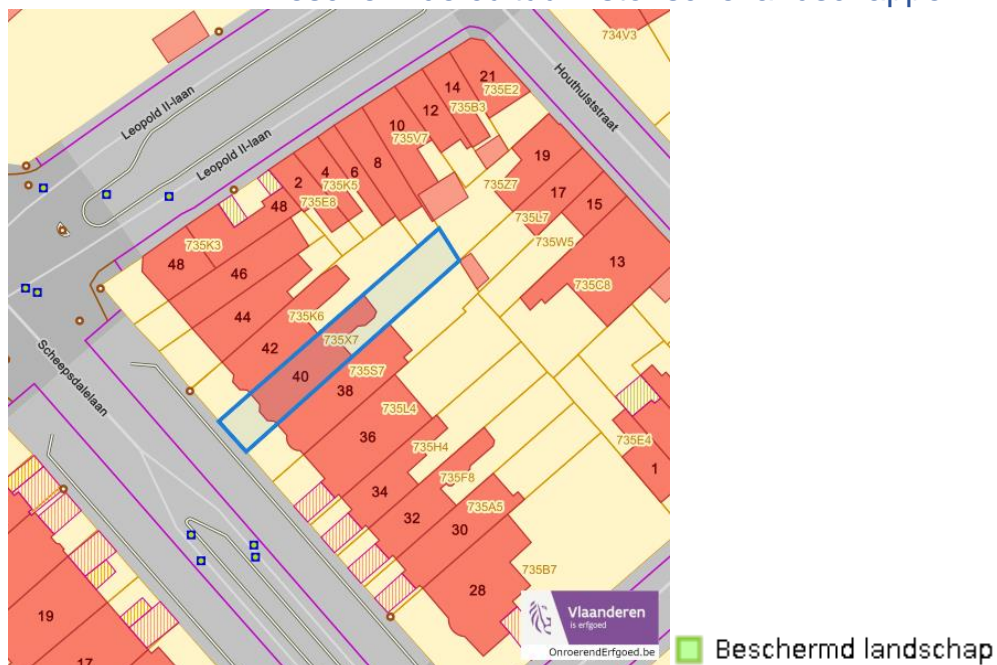 734V3
Leopold II-laan
Leopold II-laan
Houthulststraat
21
735E2
14
735B3
12
10
735V7
8
6
4
735K5
2
735E8
48
735K3
48
46
44
735K6
42
735X7
40
735S7
38
735L4
36
735H4
34
735F8
32
735A5
30
735B7
28
19
735Z7
17
735L7
15
735W5
13
735C8
735E4
1
Scheepsdalelaan
19
17
Vlaanderen
is erfgoed
OnroerendErfgoed.be
Beschermd landschap